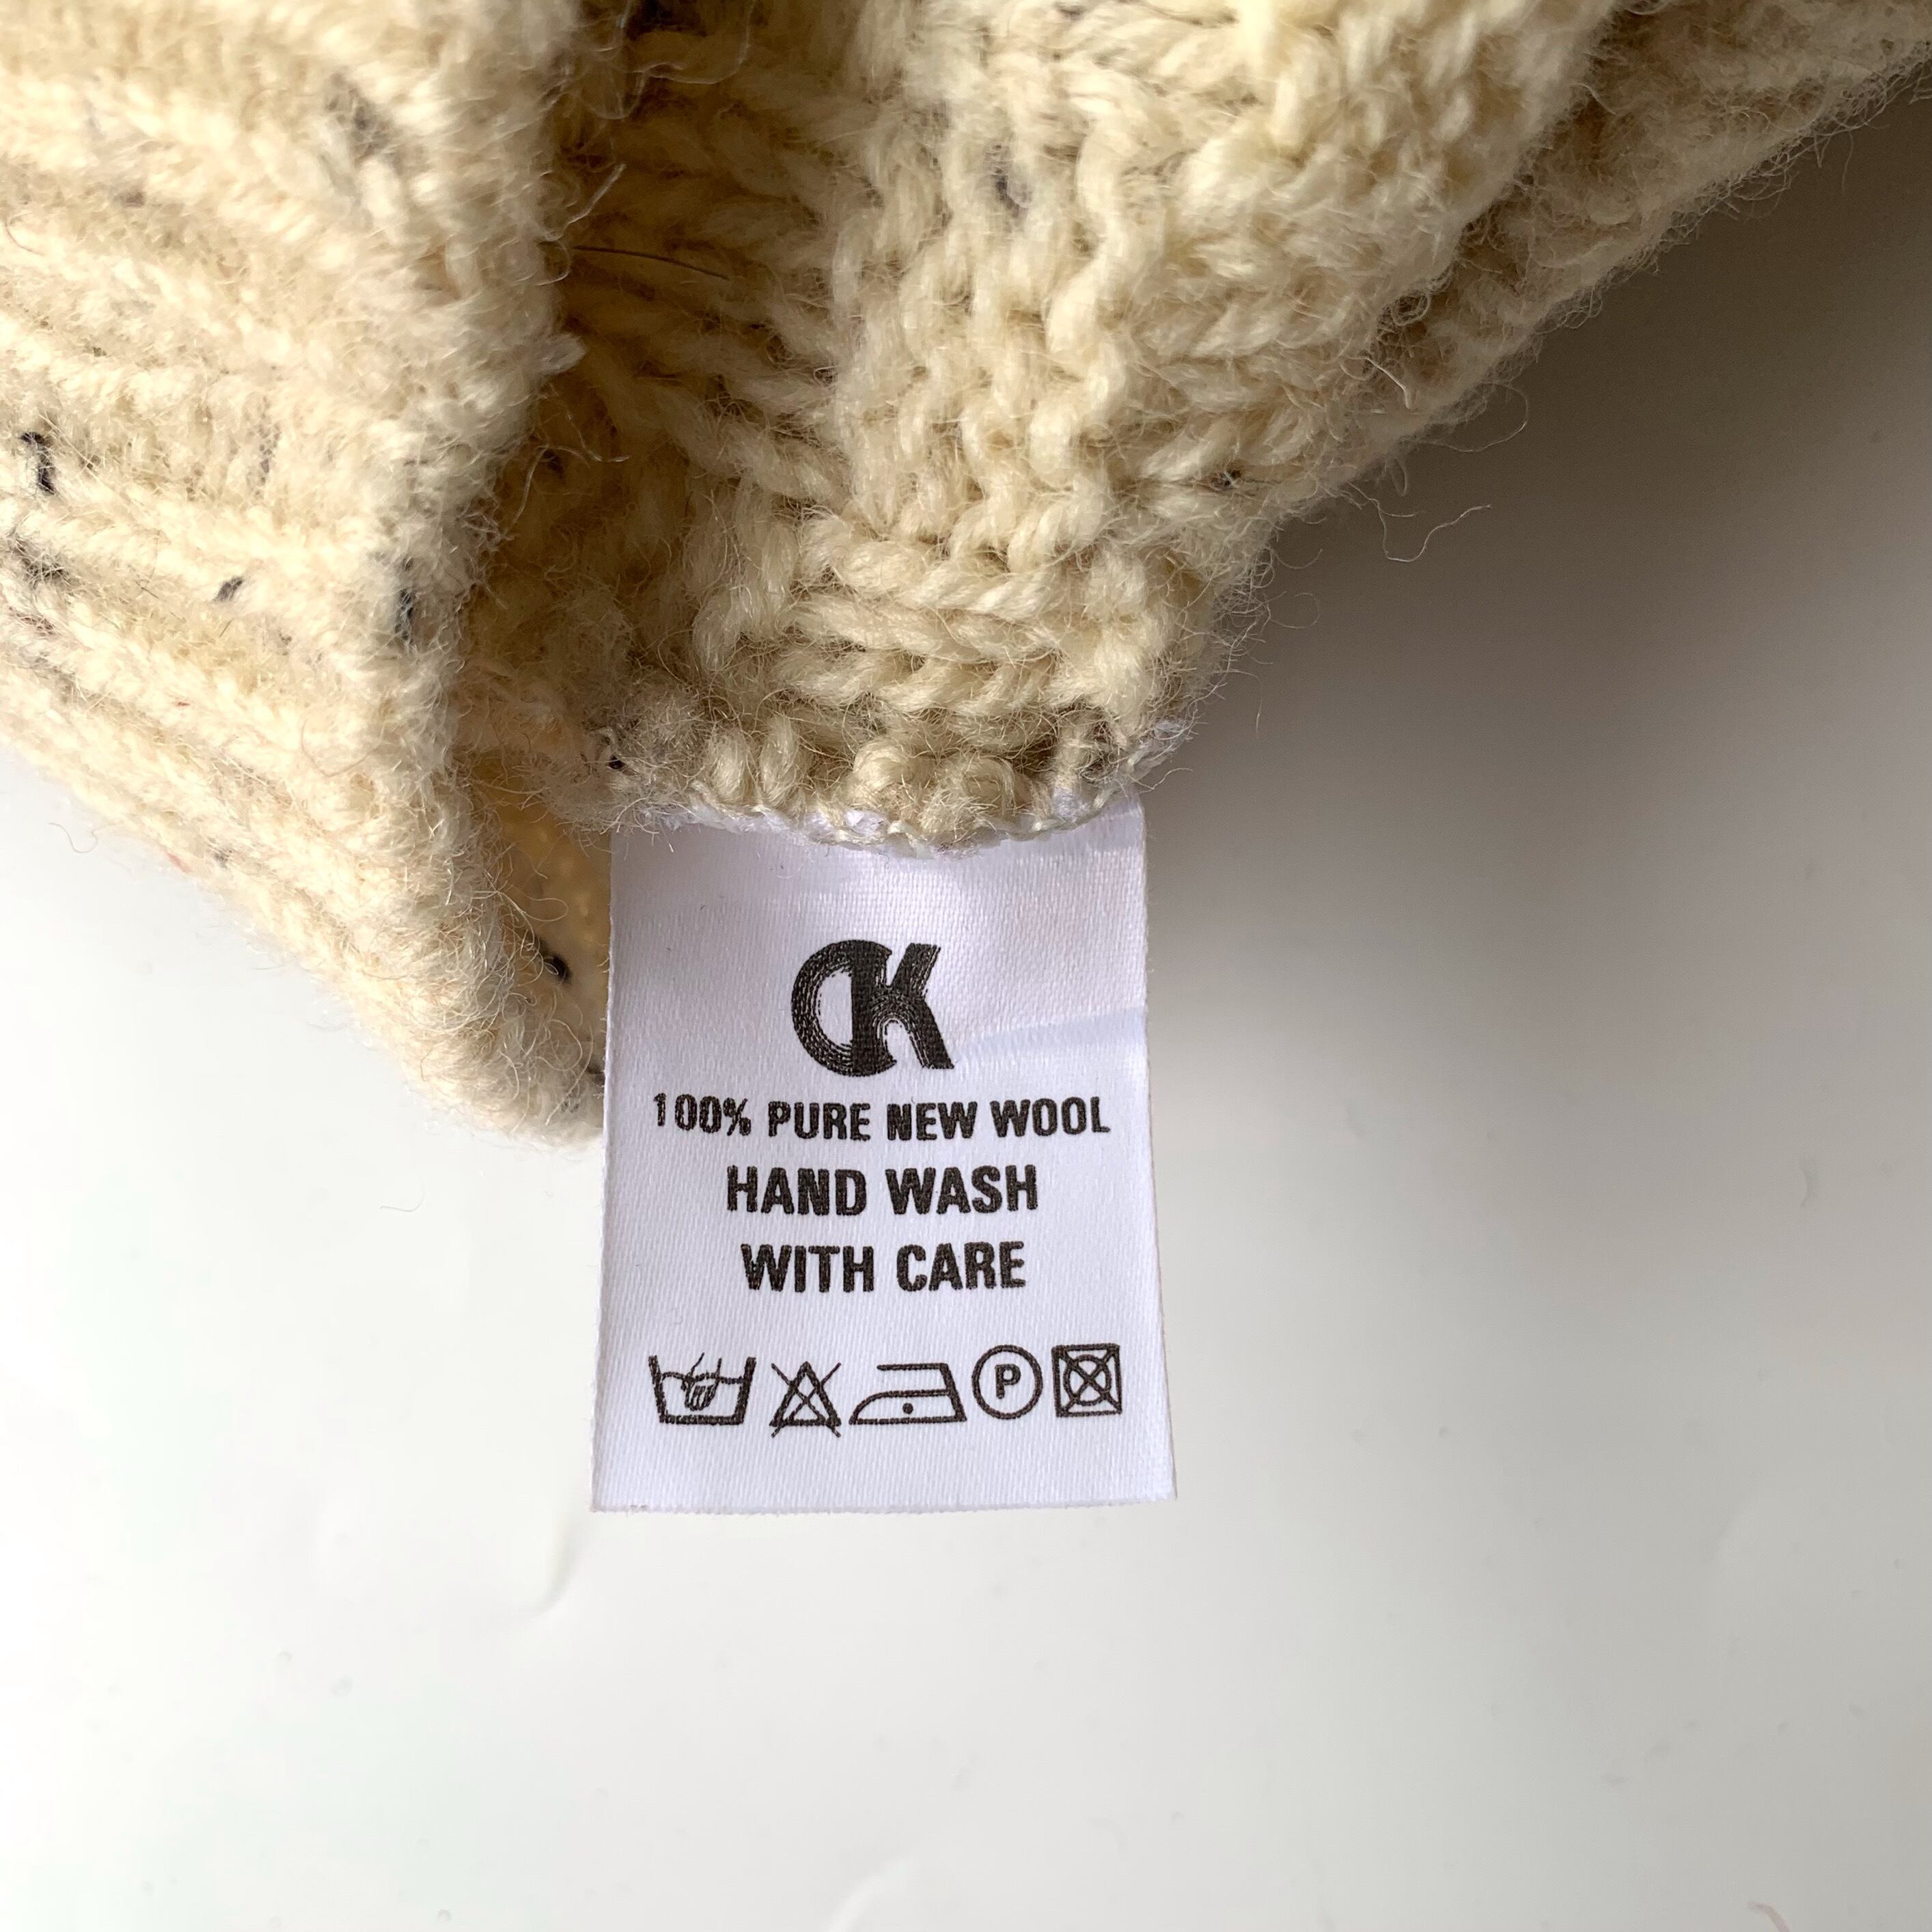 CK
100% PURE NEW WOOL
HAND WASH
WITH CARE
P